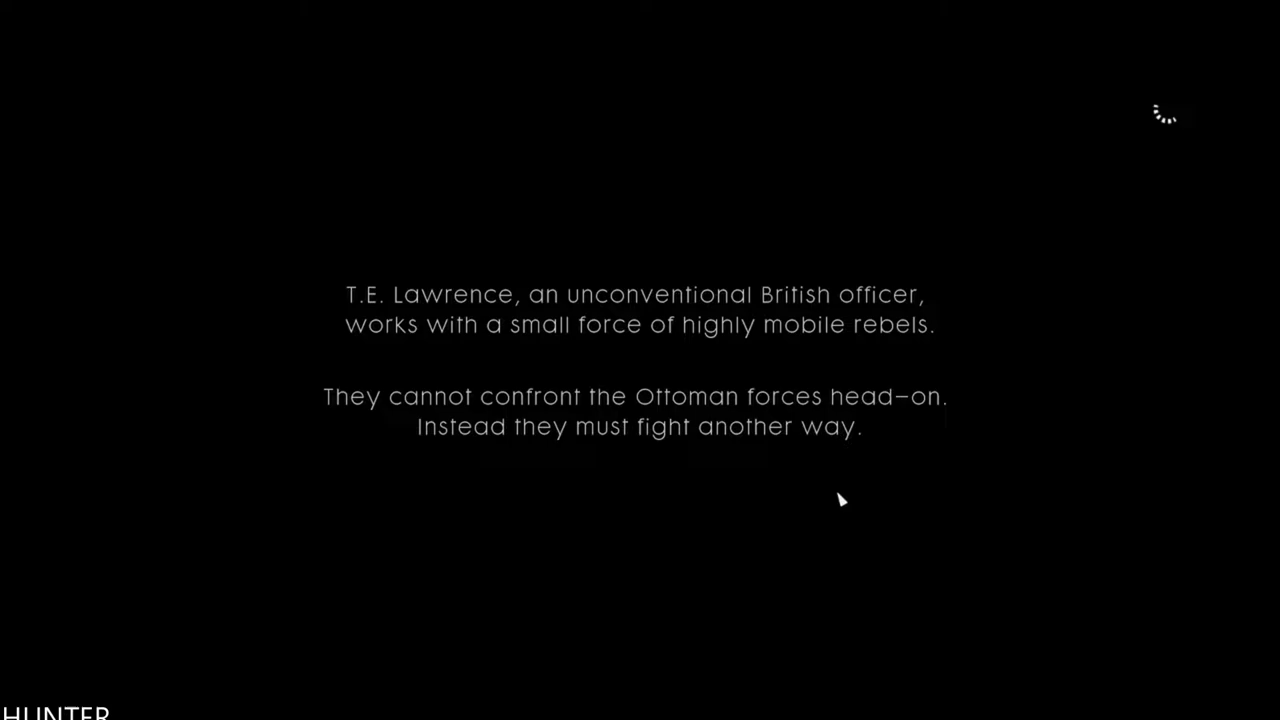 T.E. Lawrence, an unconventional British officer,
works with a small force of highly mobile rebels.
They cannot confront the Ottoman forces head-on.
Instead they must fight another way.
HUNTER